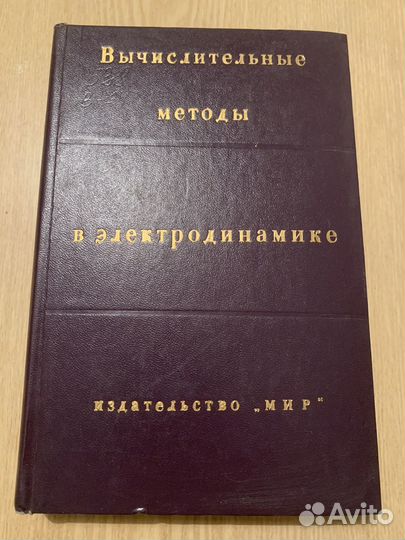 Вычислительные
методы
в электродинамике
издательство „МИР“
Avito